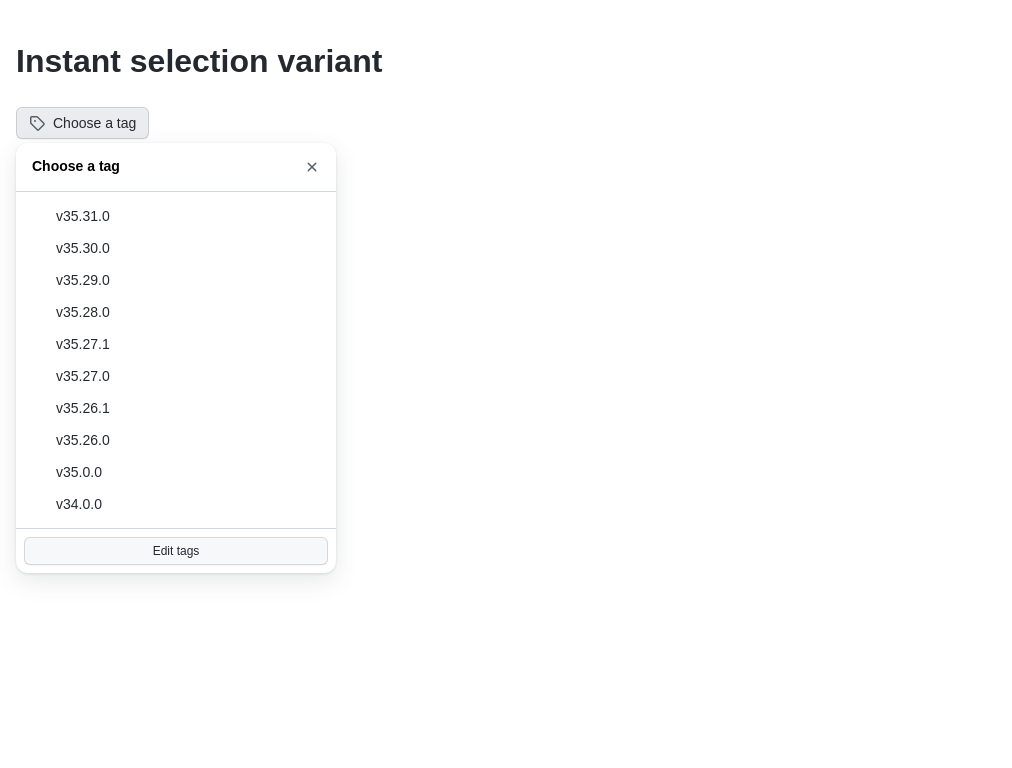 Instant selection variant
Choose a tag
Choose a tag
v35.31.0
v35.30.0
v35.29.0
v35.28.0
v35.27.1
v35.27.0
v35.26.1
v35.26.0
v35.0.0
v34.0.0
Edit tags